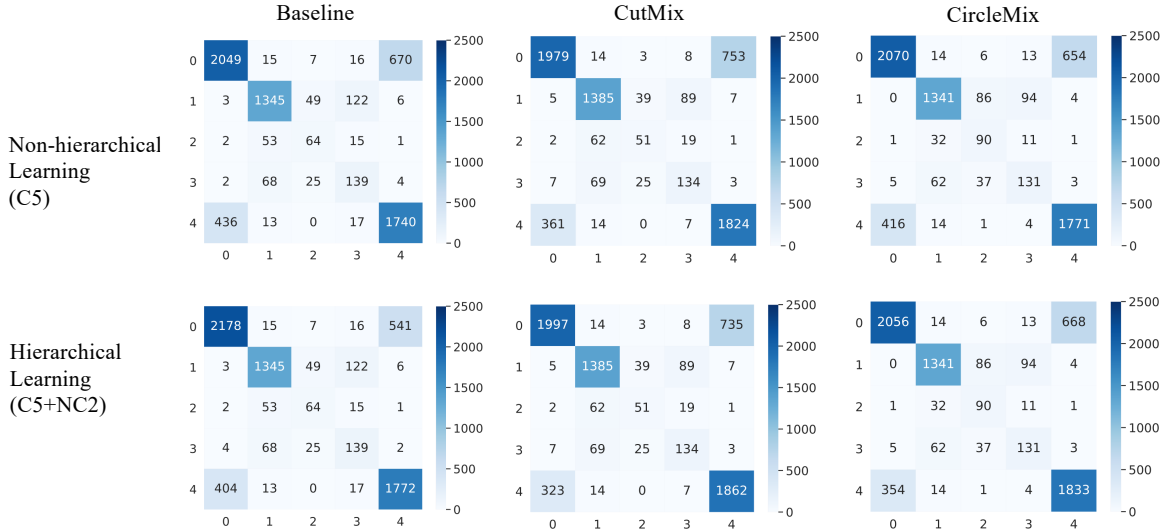 Baseline CutMix CircleMix
Non-hierarchical
Learning
(C5)
0 2049 15 7 16 670
1 3 1345 49 122 6
2 2 53 64 15 1
3 2 68 25 139 4
4 436 13 0 17 1740
0 1 2 3 4
2500
2000
1500
1000
500
0
0 1979 14 3 8 753
1 5 1385 39 89 7
2 2 62 51 19 1
3 7 69 25 134 3
4 361 14 0 7 1824
0 1 2 3 4
2500
2000
1500
1000
500
0
0 2070 14 6 13 654
1 0 1341 86 94 4
2 1 32 90 11 1
3 5 62 37 131 3
4 416 14 1 4 1771
0 1 2 3 4
2500
2000
1500
1000
500
0
Hierarchical
Learning
(C5+NC2)
0 2178 15 7 16 541
1 3 1345 49 122 6
2 2 53 64 15 1
3 4 68 25 139 2
4 404 13 0 17 1772
0 1 2 3 4
2500
2000
1500
1000
500
0
0 1997 14 3 8 735
1 5 1385 39 89 7
2 2 62 51 19 1
3 7 69 25 134 3
4 323 14 0 7 1862
0 1 2 3 4
2500
2000
1500
1000
500
0
0 2056 14 6 13 668
1 0 1341 86 94 4
2 1 32 90 11 1
3 5 62 37 131 3
4 354 14 1 4 1833
0 1 2 3 4
2500
2000
1500
1000
500
0